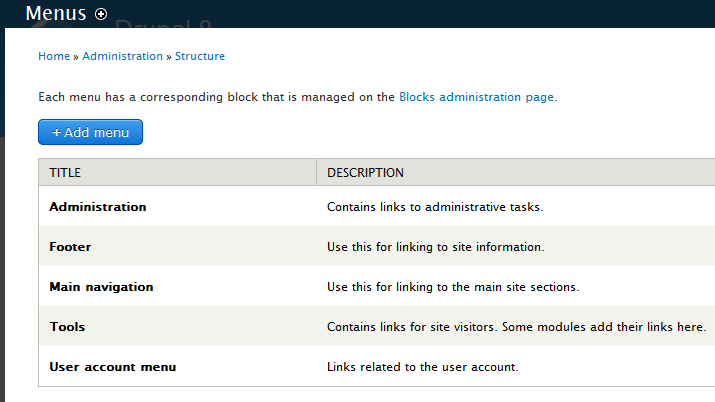 Menus
Drupal 8
Home » Administration » Structure
Each menu has a corresponding block that is managed on the Blocks administration page.
+ Add menu
TITLE DESCRIPTION
Administration Contains links to administrative tasks.
Footer Use this for linking to site information.
Main navigation Use this for linking to the main site sections.
Tools Contains links for site visitors. Some modules add their links here.
User account menu Links related to the user account.